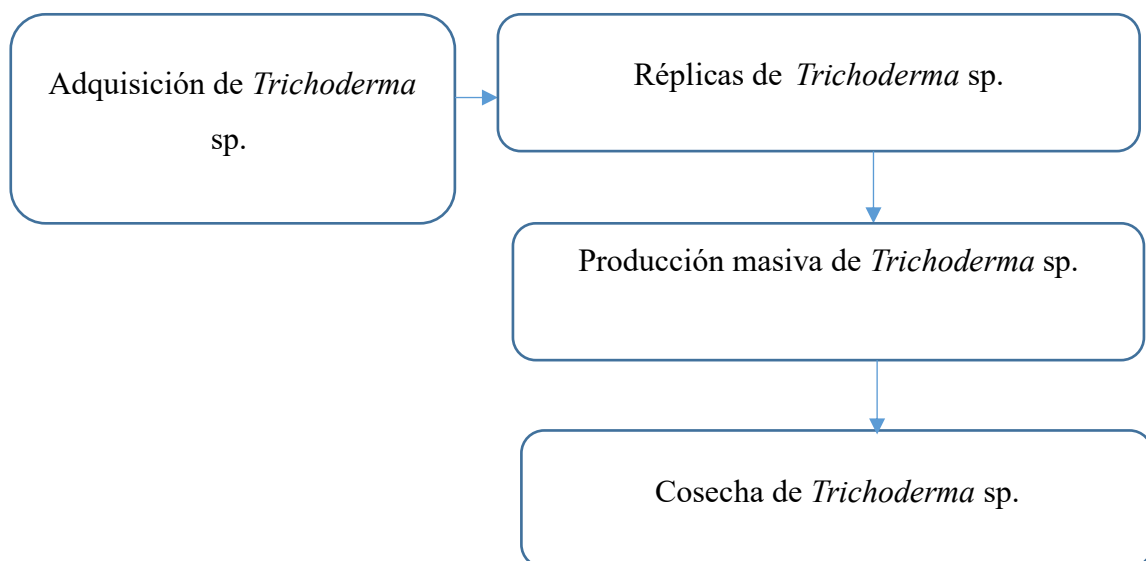 Adquisición de Trichoderma
sp.
Réplicas de Trichoderma sp.
Producción masiva de Trichoderma sp.
Cosecha de Trichoderma sp.